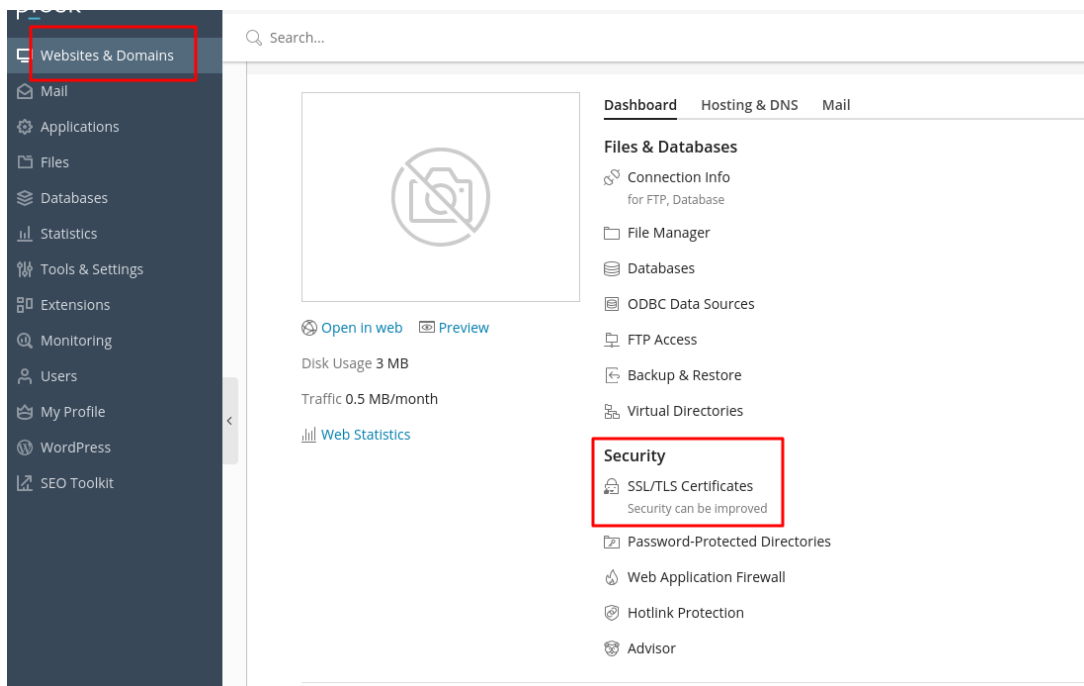 Websites & Domains
Mail
Applications
Files
Databases
Statistics
Tools & Settings
Extensions
Monitoring
Users
My Profile
WordPress
SEO Toolkit
Search...
Open in web Preview
Disk Usage 3 MB
Traffic 0.5 MB/month
Web Statistics
Dashboard Hosting & DNS Mail
Files & Databases
Connection Info
for FTP, Database
File Manager
Databases
ODBC Data Sources
FTP Access
Backup & Restore
Virtual Directories
Security
SSL/TLS Certificates
Security can be improved
Password-Protected Directories
Web Application Firewall
Hotlink Protection
Advisor